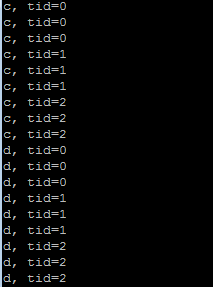 c, tid=0
c, tid=0
c, tid=0
c, tid=1
c, tid=1
c, tid=1
c, tid=2
c, tid=2
c, tid=2
d, tid=0
d, tid=0
d, tid=0
d, tid=1
d, tid=1
d, tid=1
d, tid=2
d, tid=2
d, tid=2